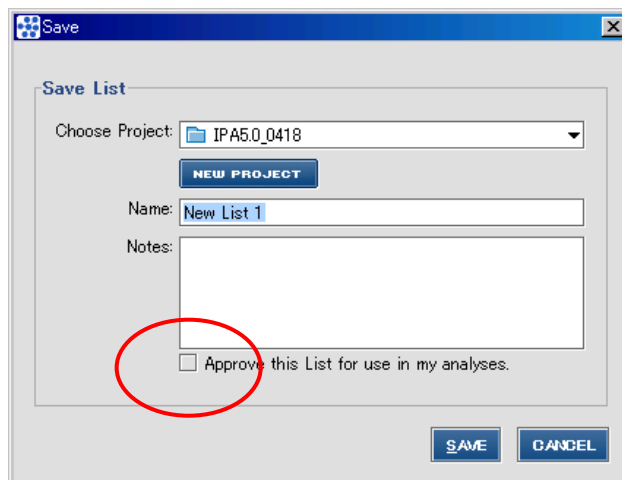 Save
Save List
Choose Project: IPA5.0_0418
NEW PROJECT
Name: New List 1
Notes:
Approve this List for use in my analyses.
SAVE CANCEL